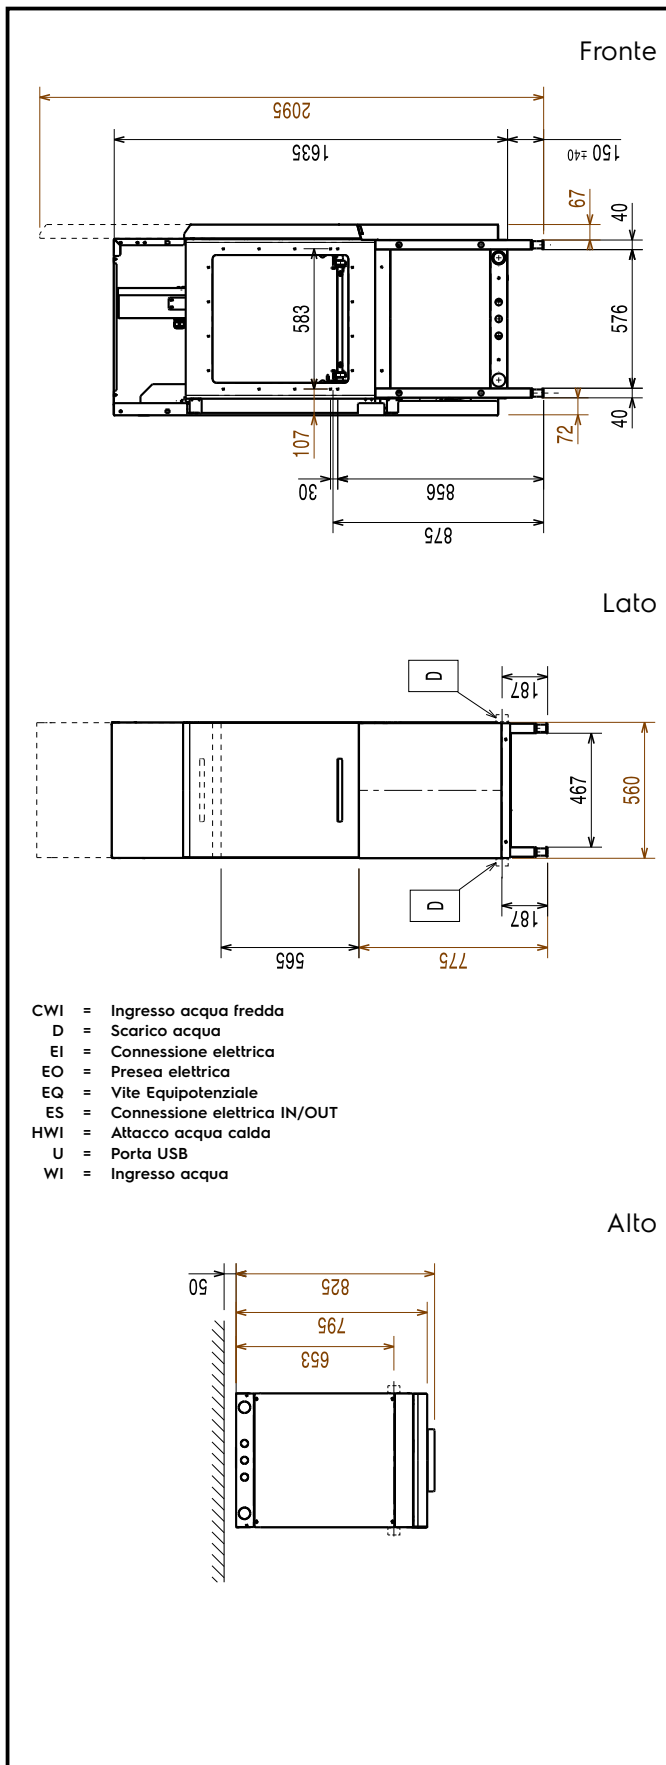 Fronte
2095
1635
150 ±40
67
40
583
576
107
72
40
30
856
875
Lato
D
187
467
560
D
187
565
775
CWI = Ingresso acqua fredda
D = Scarico acqua
EI = Connessione elettrica
EO = Presea elettrica
EQ = Vite Equipotenziale
ES = Connessione elettrica IN/OUT
HWI = Attacco acqua calda
U = Porta USB
WI = Ingresso acqua
Alto
50
825
795
653